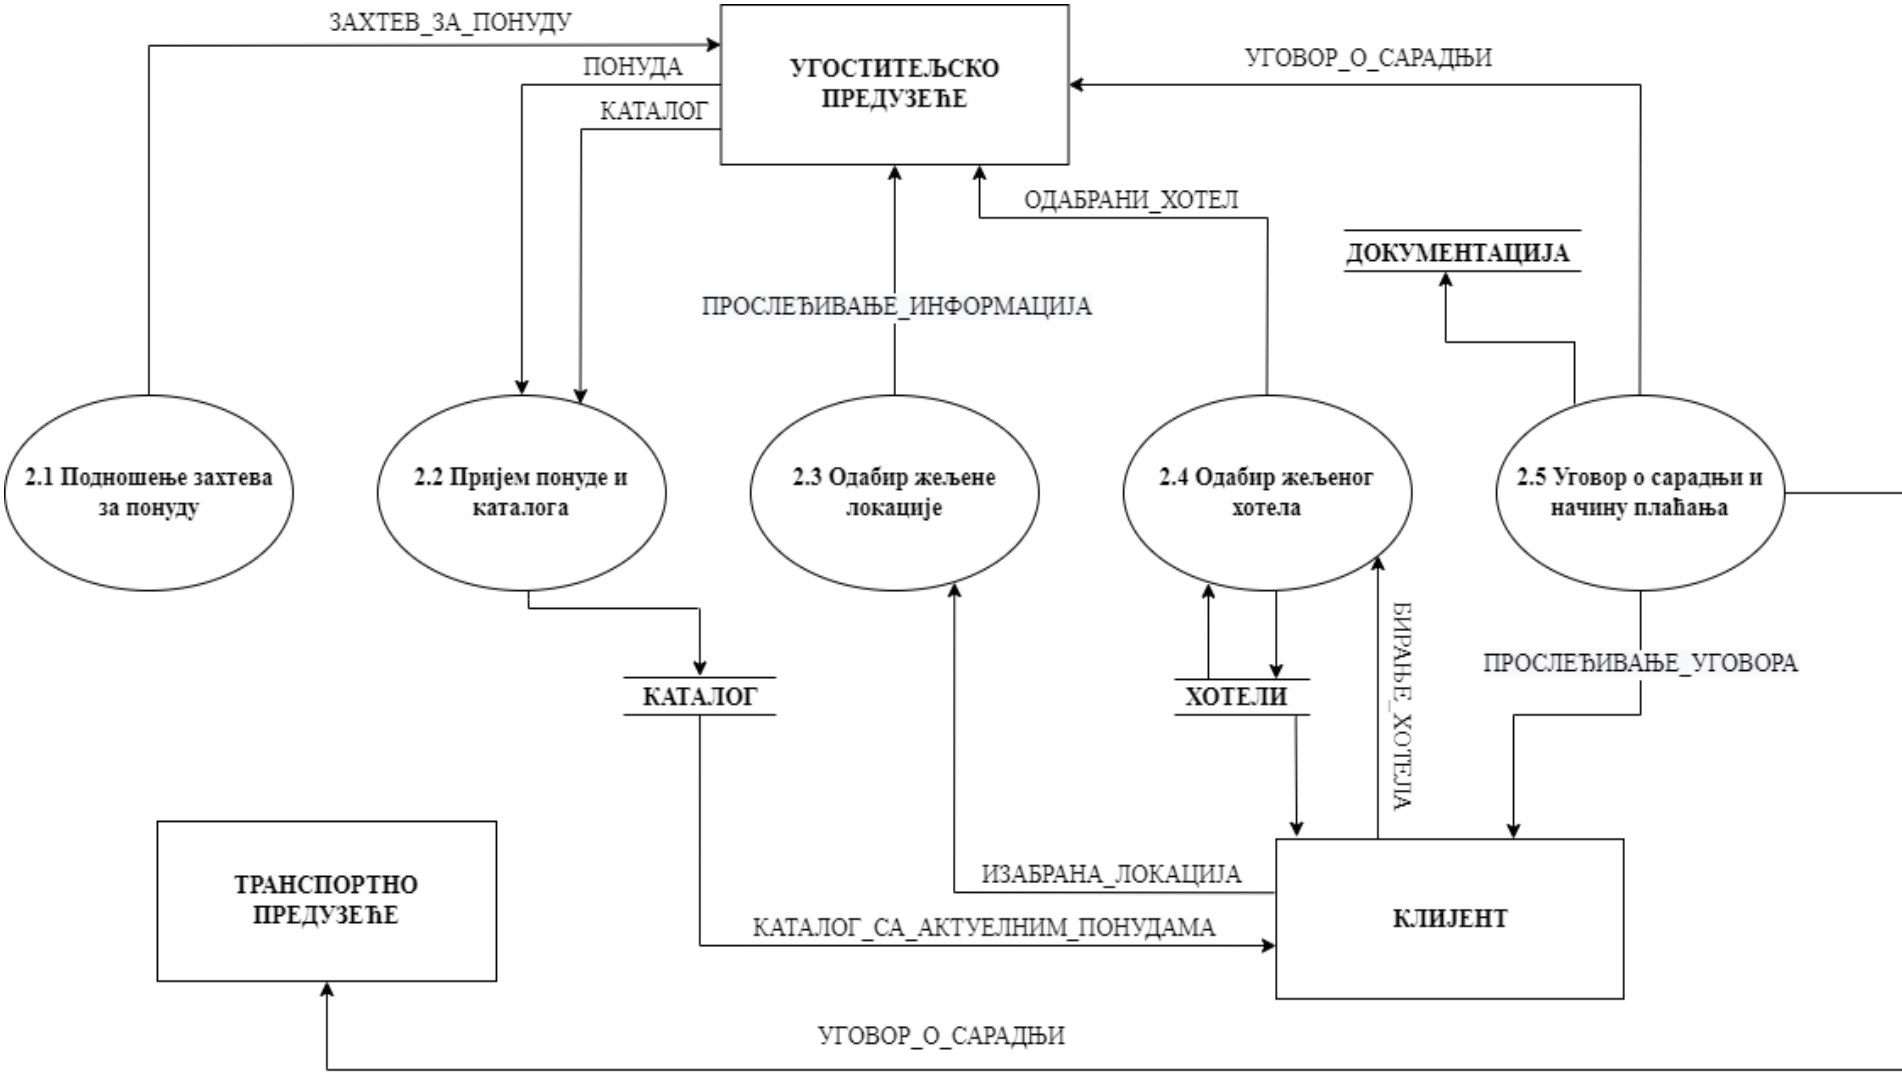 ЗАХТЕВ_ЗА_ПОНУДУ
ПОНУДА
КАТАЛОГ
УГОСТИТЕЉСКО
ПРЕДУЗЕЋЕ
УГОВОР_О_САРАДЊИ
ОДАБРАНИ_ХОТЕЛ
ДОКУМЕНТАЦИЈА
ПРОСЛЕЂИВАЊЕ_ИНФОРМАЦИЈА
2.1 Подношење захтева
за понуду
2.2 Пријем понуде и
каталога
2.3 Одабир жељене
локације
2.4 Одабир жељеног
хотела
2.5 Уговор о сарадњи и
начину плаћања
БИРАЊЕ_ХОТЕЛА
ПРОСЛЕЂИВАЊЕ_УГОВОРА
КАТАЛОГ
ХОТЕЛИ
ТРАНСПОРТНО
ПРЕДУЗЕЋЕ
ИЗАБРАНА_ЛОКАЦИЈА
КАТАЛОГ_СА_АКТУЕЛНИМ_ПОНУДАМА
КЛИЈЕНТ
УГОВОР_О_САРАДЊИ